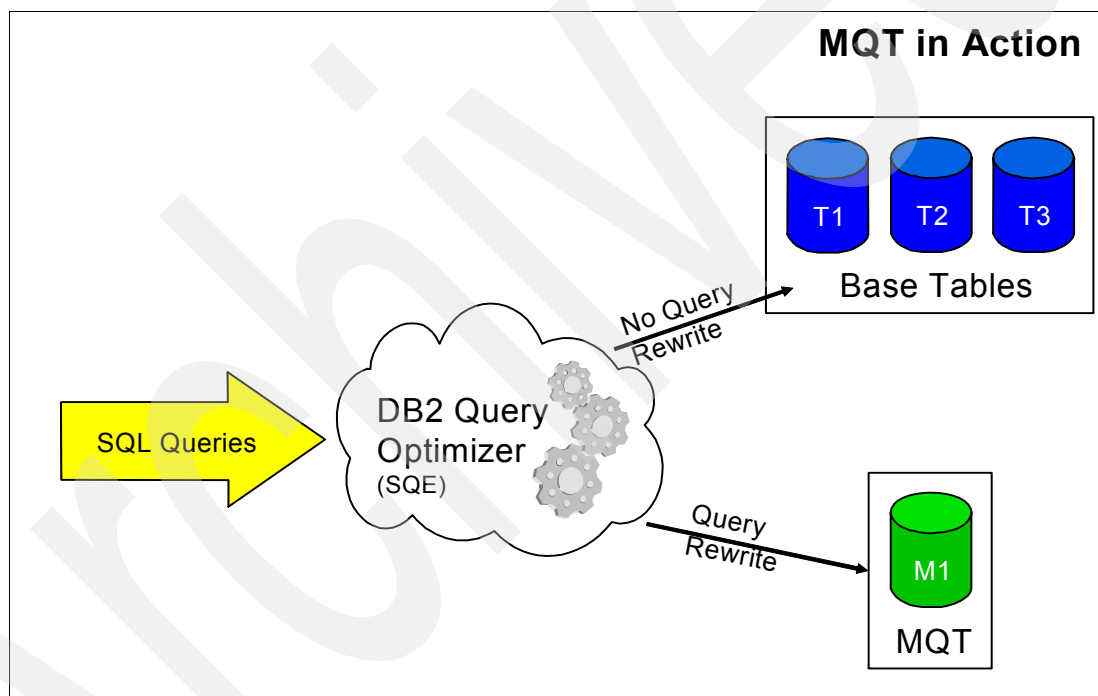 MQT in Action
T1
T2
T3
Base Tables
No Query
Rewrite
SQL Queries
DB2 Query
Optimizer
(SQE)
Query
Rewrite
M1
MQT